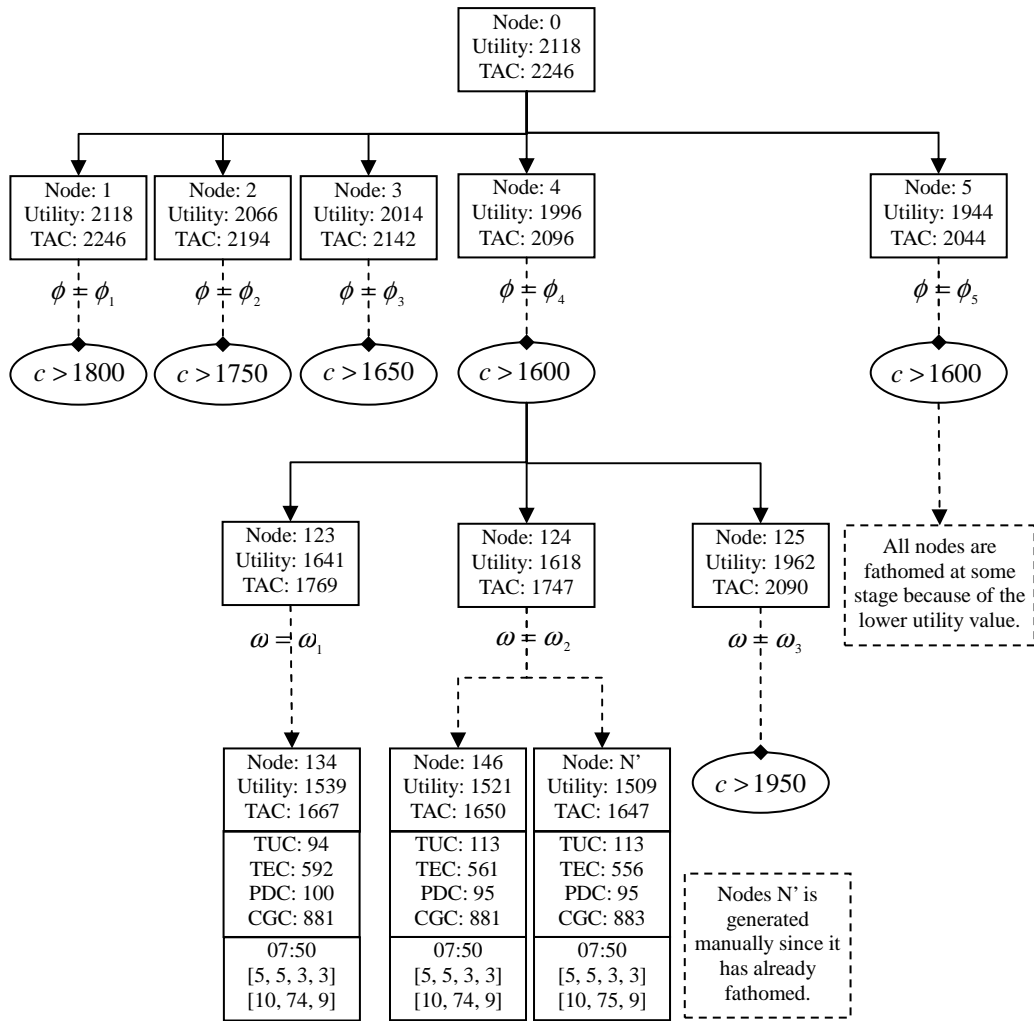 Node: 0
Utility: 2118
TAC: 2246
Node: 1
Utility: 2118
TAC: 2246
Node: 2
Utility: 2066
TAC: 2194
Node: 3
Utility: 2014
TAC: 2142
Node: 4
Utility: 1996
TAC: 2096
Node: 5
Utility: 1944
TAC: 2044
ϕ = ϕ₁
ϕ = ϕ₂
ϕ = ϕ₃
ϕ = ϕ₄
ϕ = ϕ₅
c > 1800
c > 1750
c > 1650
c > 1600
c > 1600
Node: 123
Utility: 1641
TAC: 1769
Node: 124
Utility: 1618
TAC: 1747
Node: 125
Utility: 1962
TAC: 2090
All nodes are
fathomed at some
stage because of the
lower utility value.
ω = ω₁
ω = ω₂
ω = ω₃
Node: 134
Utility: 1539
TAC: 1667
TUC: 94
TEC: 592
PDC: 100
CGC: 881
07:50
[5, 5, 3, 3]
[10, 74, 9]
Node: 146
Utility: 1521
TAC: 1650
TUC: 113
TEC: 561
PDC: 95
CGC: 881
07:50
[5, 5, 3, 3]
[10, 74, 9]
Node: N’
Utility: 1509
TAC: 1647
TUC: 113
TEC: 556
PDC: 95
CGC: 883
07:50
[5, 5, 3, 3]
[10, 75, 9]
c > 1950
Nodes N’ is
generated
manually since it
has already
fathomed.